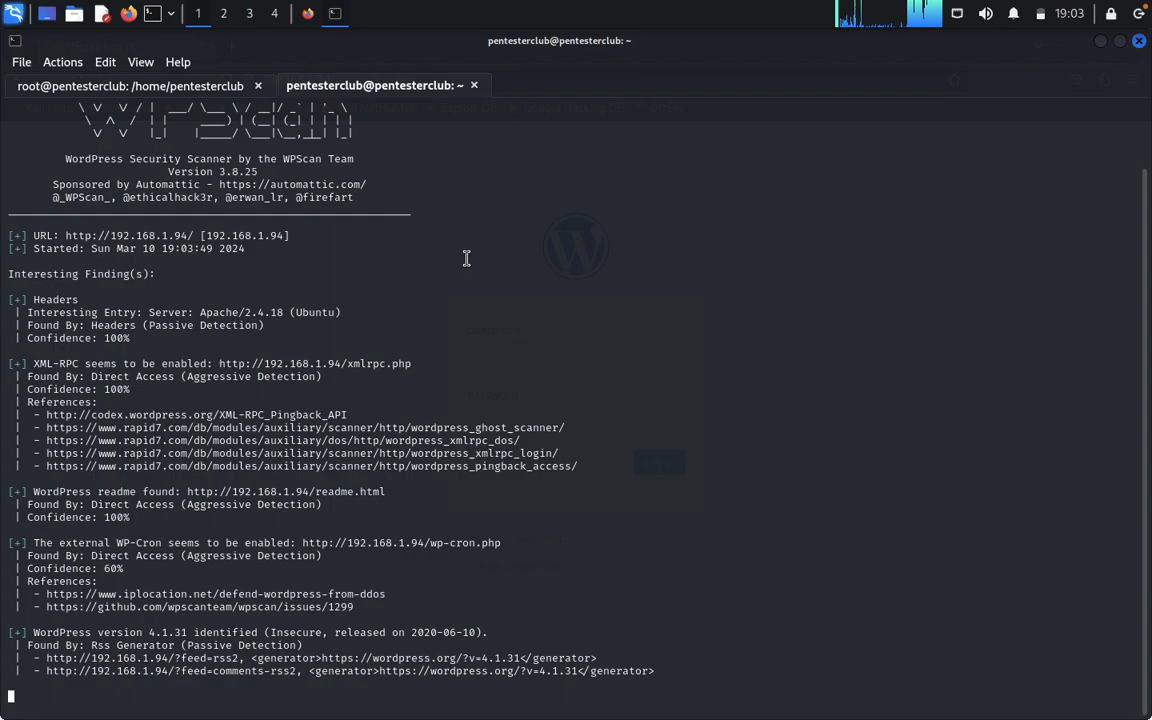 1 2 3 4 19:03
pentesterclub@pentesterclub: ~
File Actions Edit View Help
root@pentesterclub: /home/pentesterclub × pentesterclub@pentesterclub: ~ ×
WordPress Security Scanner by the WPScan Team
Version 3.8.25
Sponsored by Automattic - https://automattic.com/
@_WPScan_, @ethicalhack3r, @erwan_lr, @firefart
[+] URL: http://192.168.1.94/ [192.168.1.94]
[+] Started: Sun Mar 10 19:03:49 2024
Interesting Finding(s):
[+] Headers
| Interesting Entry: Server: Apache/2.4.18 (Ubuntu)
| Found By: Headers (Passive Detection)
| Confidence: 100%
[+] XML-RPC seems to be enabled: http://192.168.1.94/xmlrpc.php
| Found By: Direct Access (Aggressive Detection)
| Confidence: 100%
| References:
| - http://codex.wordpress.org/XML-RPC_Pingback_API
| - https://www.rapid7.com/db/modules/auxiliary/scanner/http/wordpress_ghost_scanner/
| - https://www.rapid7.com/db/modules/auxiliary/dos/http/wordpress_xmlrpc_dos/
| - https://www.rapid7.com/db/modules/auxiliary/scanner/http/wordpress_xmlrpc_login/
| - https://www.rapid7.com/db/modules/auxiliary/scanner/http/wordpress_pingback_access/
[+] WordPress readme found: http://192.168.1.94/readme.html
| Found By: Direct Access (Aggressive Detection)
| Confidence: 100%
[+] The external WP-Cron seems to be enabled: http://192.168.1.94/wp-cron.php
| Found By: Direct Access (Aggressive Detection)
| Confidence: 60%
| References:
| - https://www.iplocation.net/defend-wordpress-from-ddos
| - https://github.com/wpscanteam/wpscan/issues/1299
[+] WordPress version 4.1.31 identified (Insecure, released on 2020-06-10).
| Found By: Rss Generator (Passive Detection)
| - http://192.168.1.94/?feed=rss2, <generator>https://wordpress.org/?v=4.1.31</generator>
| - http://192.168.1.94/?feed=comments-rss2, <generator>https://wordpress.org/?v=4.1.31</generator>